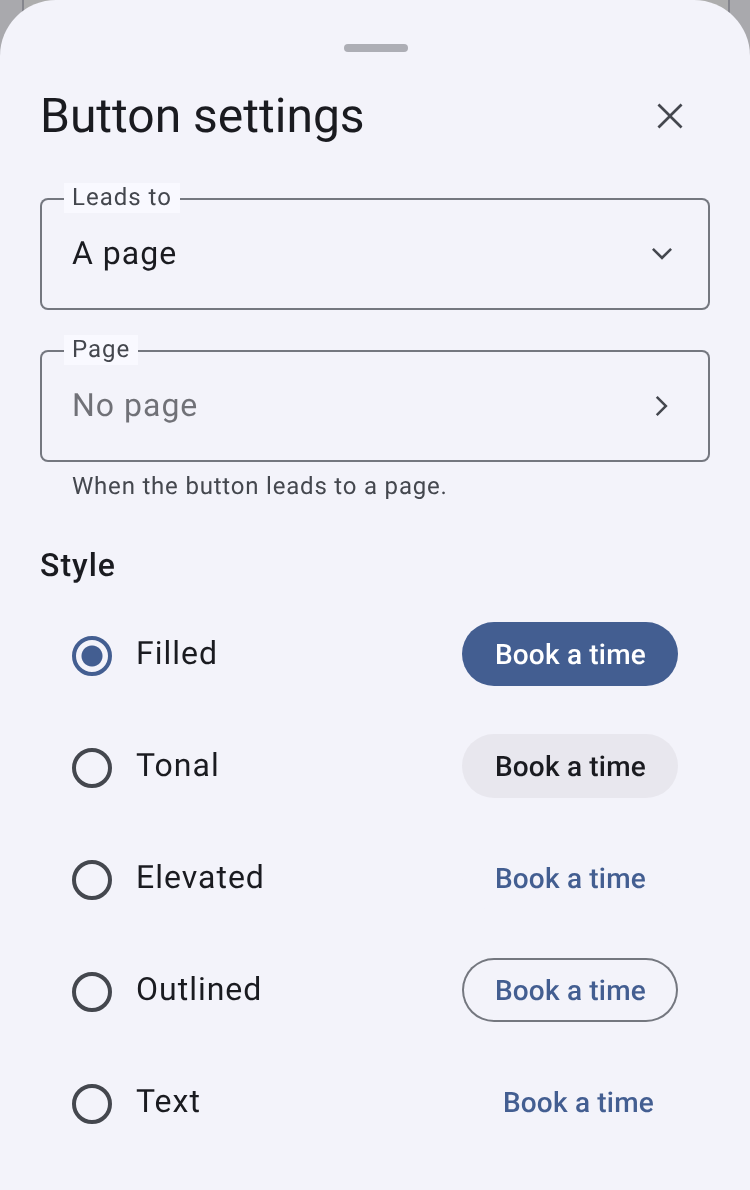 Button settings
Leads to
A page
Page
No page
When the button leads to a page.
Style
Filled
Book a time
Tonal
Book a time
Elevated
Book a time
Outlined
Book a time
Text
Book a time